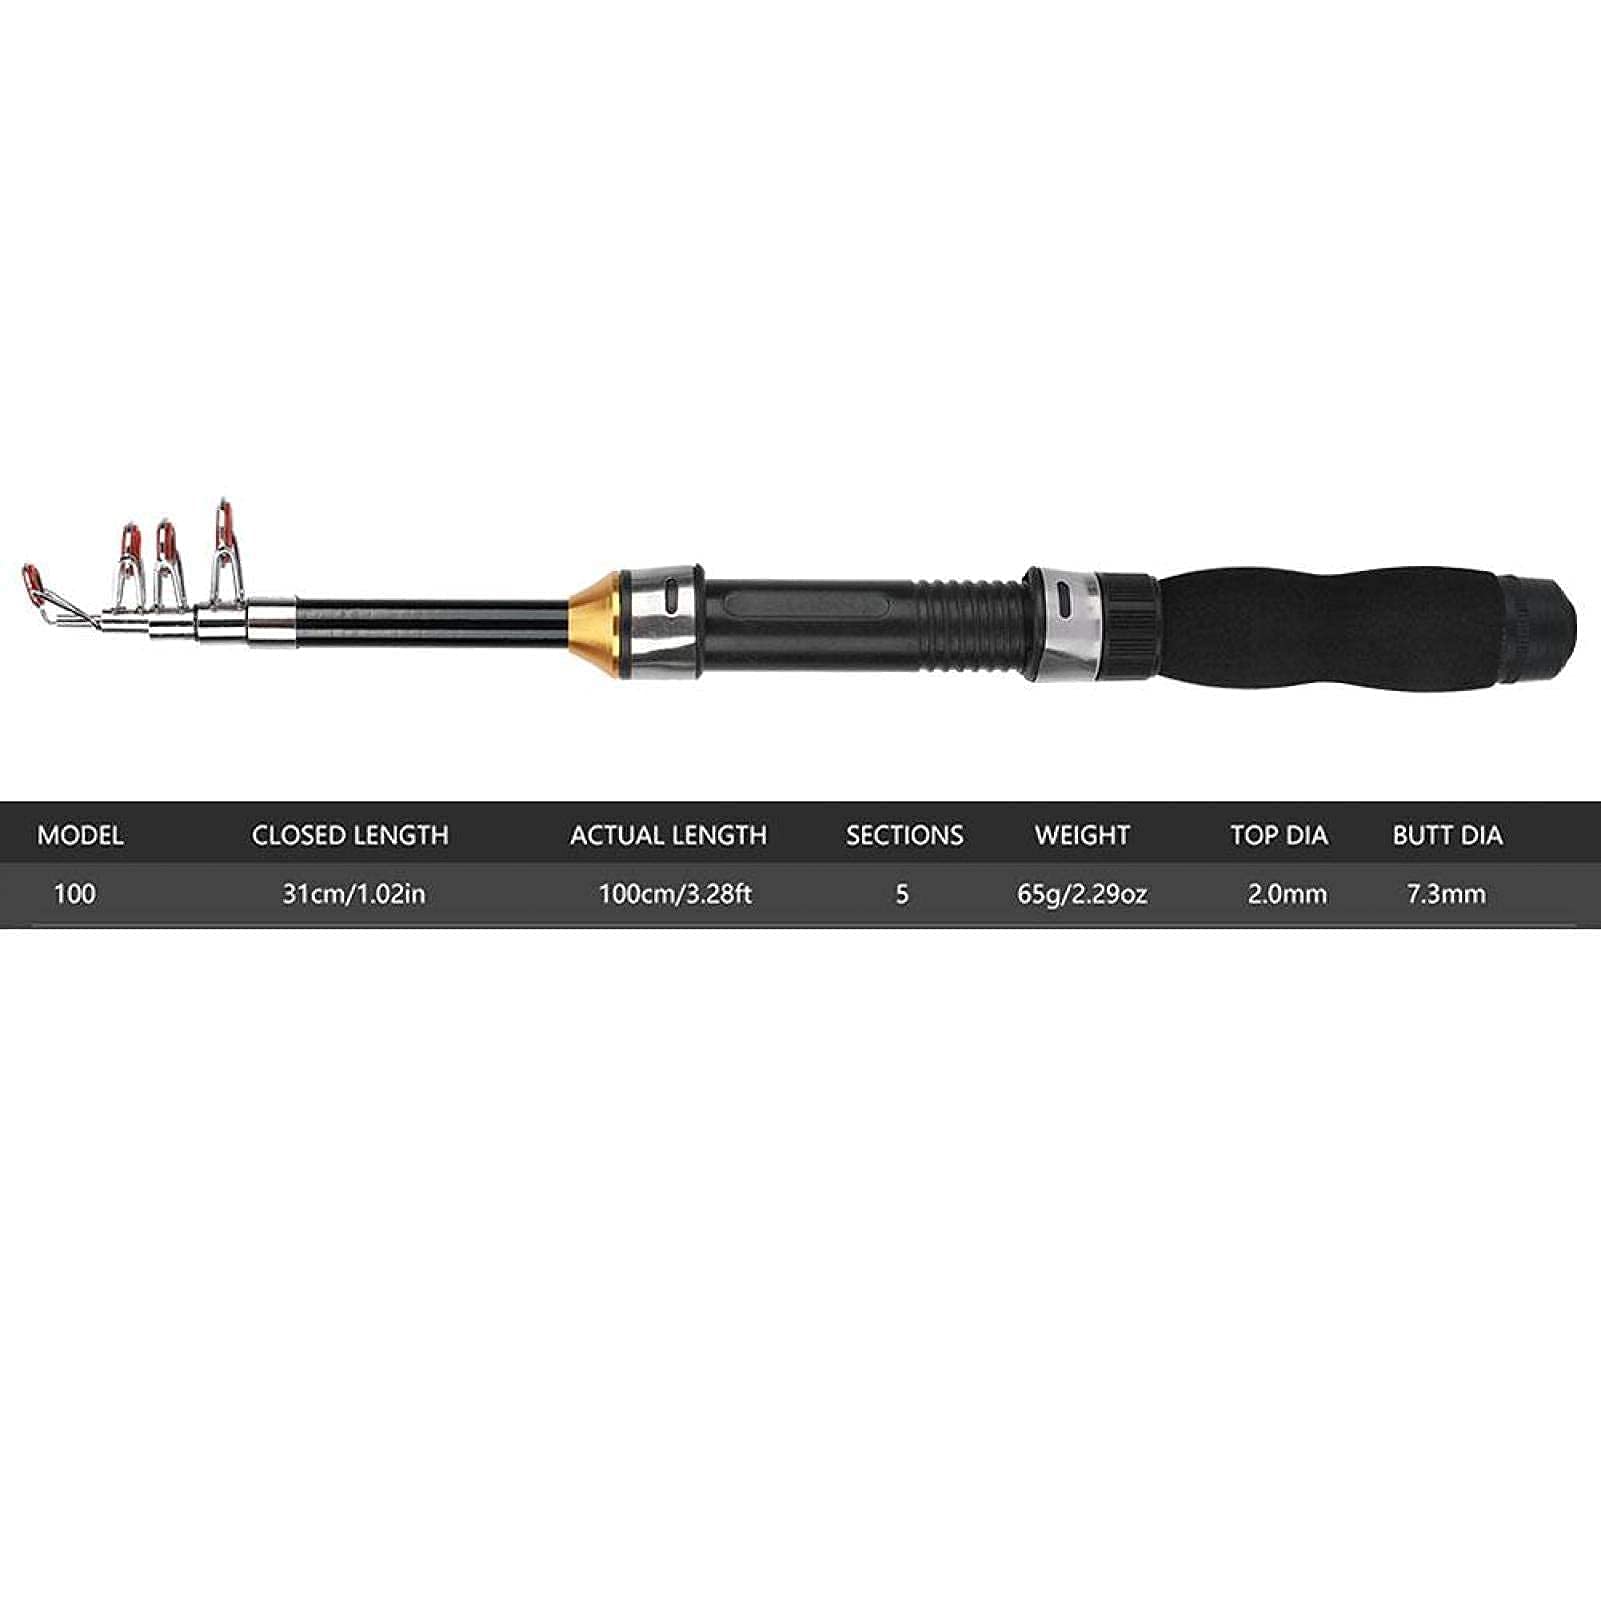 MODEL CLOSED LENGTH ACTUAL LENGTH SECTIONS WEIGHT TOP DIA BUTT DIA
100 31cm/1.02in 100cm/3.28ft 5 65g/2.29oz 2.0mm 7.3mm